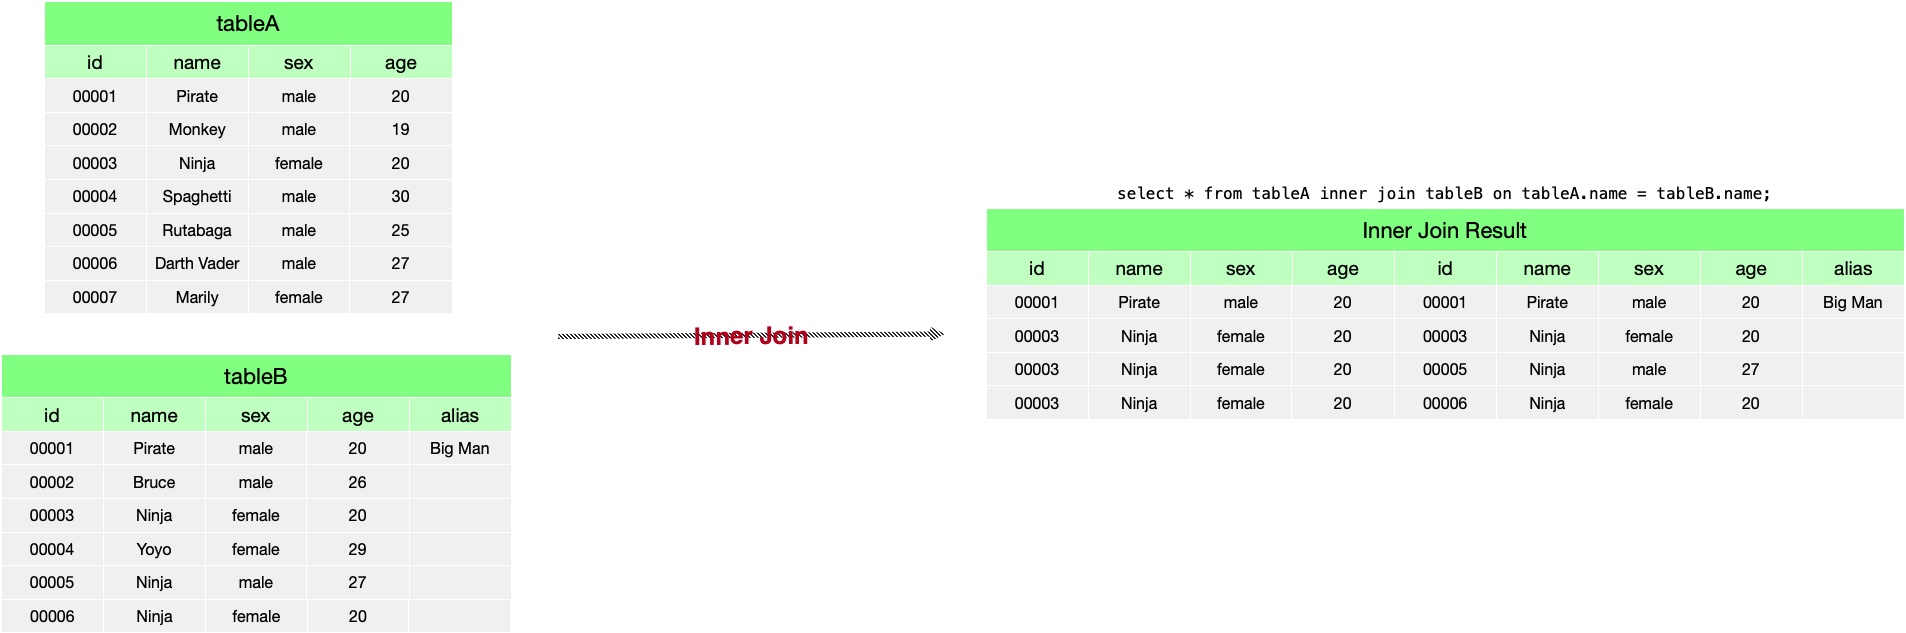 tableA
id name sex age
00001 Pirate male 20
00002 Monkey male 19
00003 Ninja female 20
00004 Spaghetti male 30
00005 Rutabaga male 25
00006 Darth Vader male 27
00007 Marily female 27
tableB
id name sex age alias
00001 Pirate male 20 Big Man
00002 Bruce male 26
00003 Ninja female 20
00004 Yoyo female 29
00005 Ninja male 27
00006 Ninja female 20
Inner Join
select * from tableA inner join tableB on tableA.name = tableB.name;
Inner Join Result
id name sex age id name sex age alias
00001 Pirate male 20 00001 Pirate male 20 Big Man
00003 Ninja female 20 00003 Ninja female 20
00003 Ninja female 20 00005 Ninja male 27
00003 Ninja female 20 00006 Ninja female 20